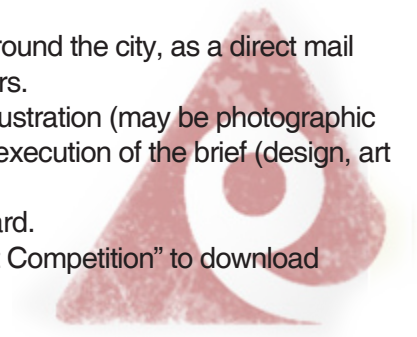 round the city, as a direct mail
rs.
ustration (may be photographic
execution of the brief (design, art
ard.
Competition” to download